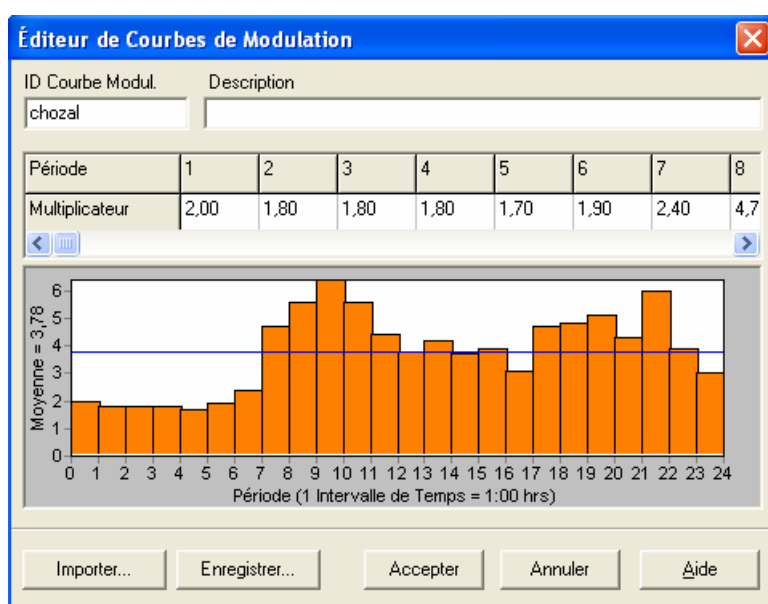 Éditeur de Courbes de Modulation
ID Courbe Modul. Description
chozal
Période 1 2 3 4 5 6 7 8
Multiplicateur 2,00 1,80 1,80 1,80 1,70 1,90 2,40 4,7
Moyenne = 3,78
6
5
4
3
2
1
0
0 1 2 3 4 5 6 7 8 9 10 11 12 13 14 15 16 17 18 19 20 21 22 23 24
Période (1 Intervalle de Temps = 1:00 hrs)
Importer... Enregistrer... Accepter Annuler Aide